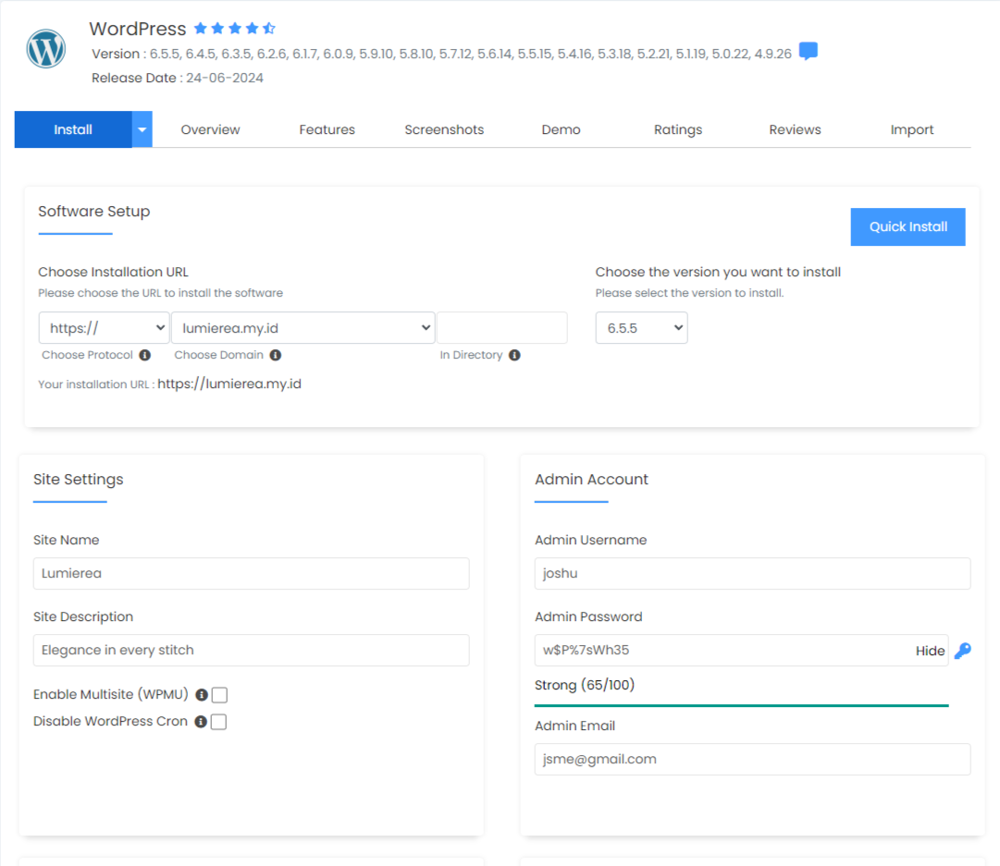 WordPress
Version : 6.5.5, 6.4.5, 6.3.5, 6.2.6, 6.1.7, 6.0.9, 5.9.10, 5.8.10, 5.7.12, 5.6.14, 5.5.15, 5.4.16, 5.3.18, 5.2.21, 5.1.19, 5.0.22, 4.9.26
Release Date : 24-06-2024
Install Overview Features Screenshots Demo Ratings Reviews Import
Software Setup
Quick Install
Choose Installation URL
Please choose the URL to install the software
https:// lumierea.my.id
Choose Protocol Choose Domain In Directory
Your installation URL : https://lumierea.my.id
Choose the version you want to install
Please select the version to install.
6.5.5
Site Settings
Site Name
Lumierea
Site Description
Elegance in every stitch
Enable Multisite (WPMU)
Disable WordPress Cron
Admin Account
Admin Username
joshu
Admin Password
w$P%7sWh35 Hide
Strong (65/100)
Admin Email
jsme@gmail.com